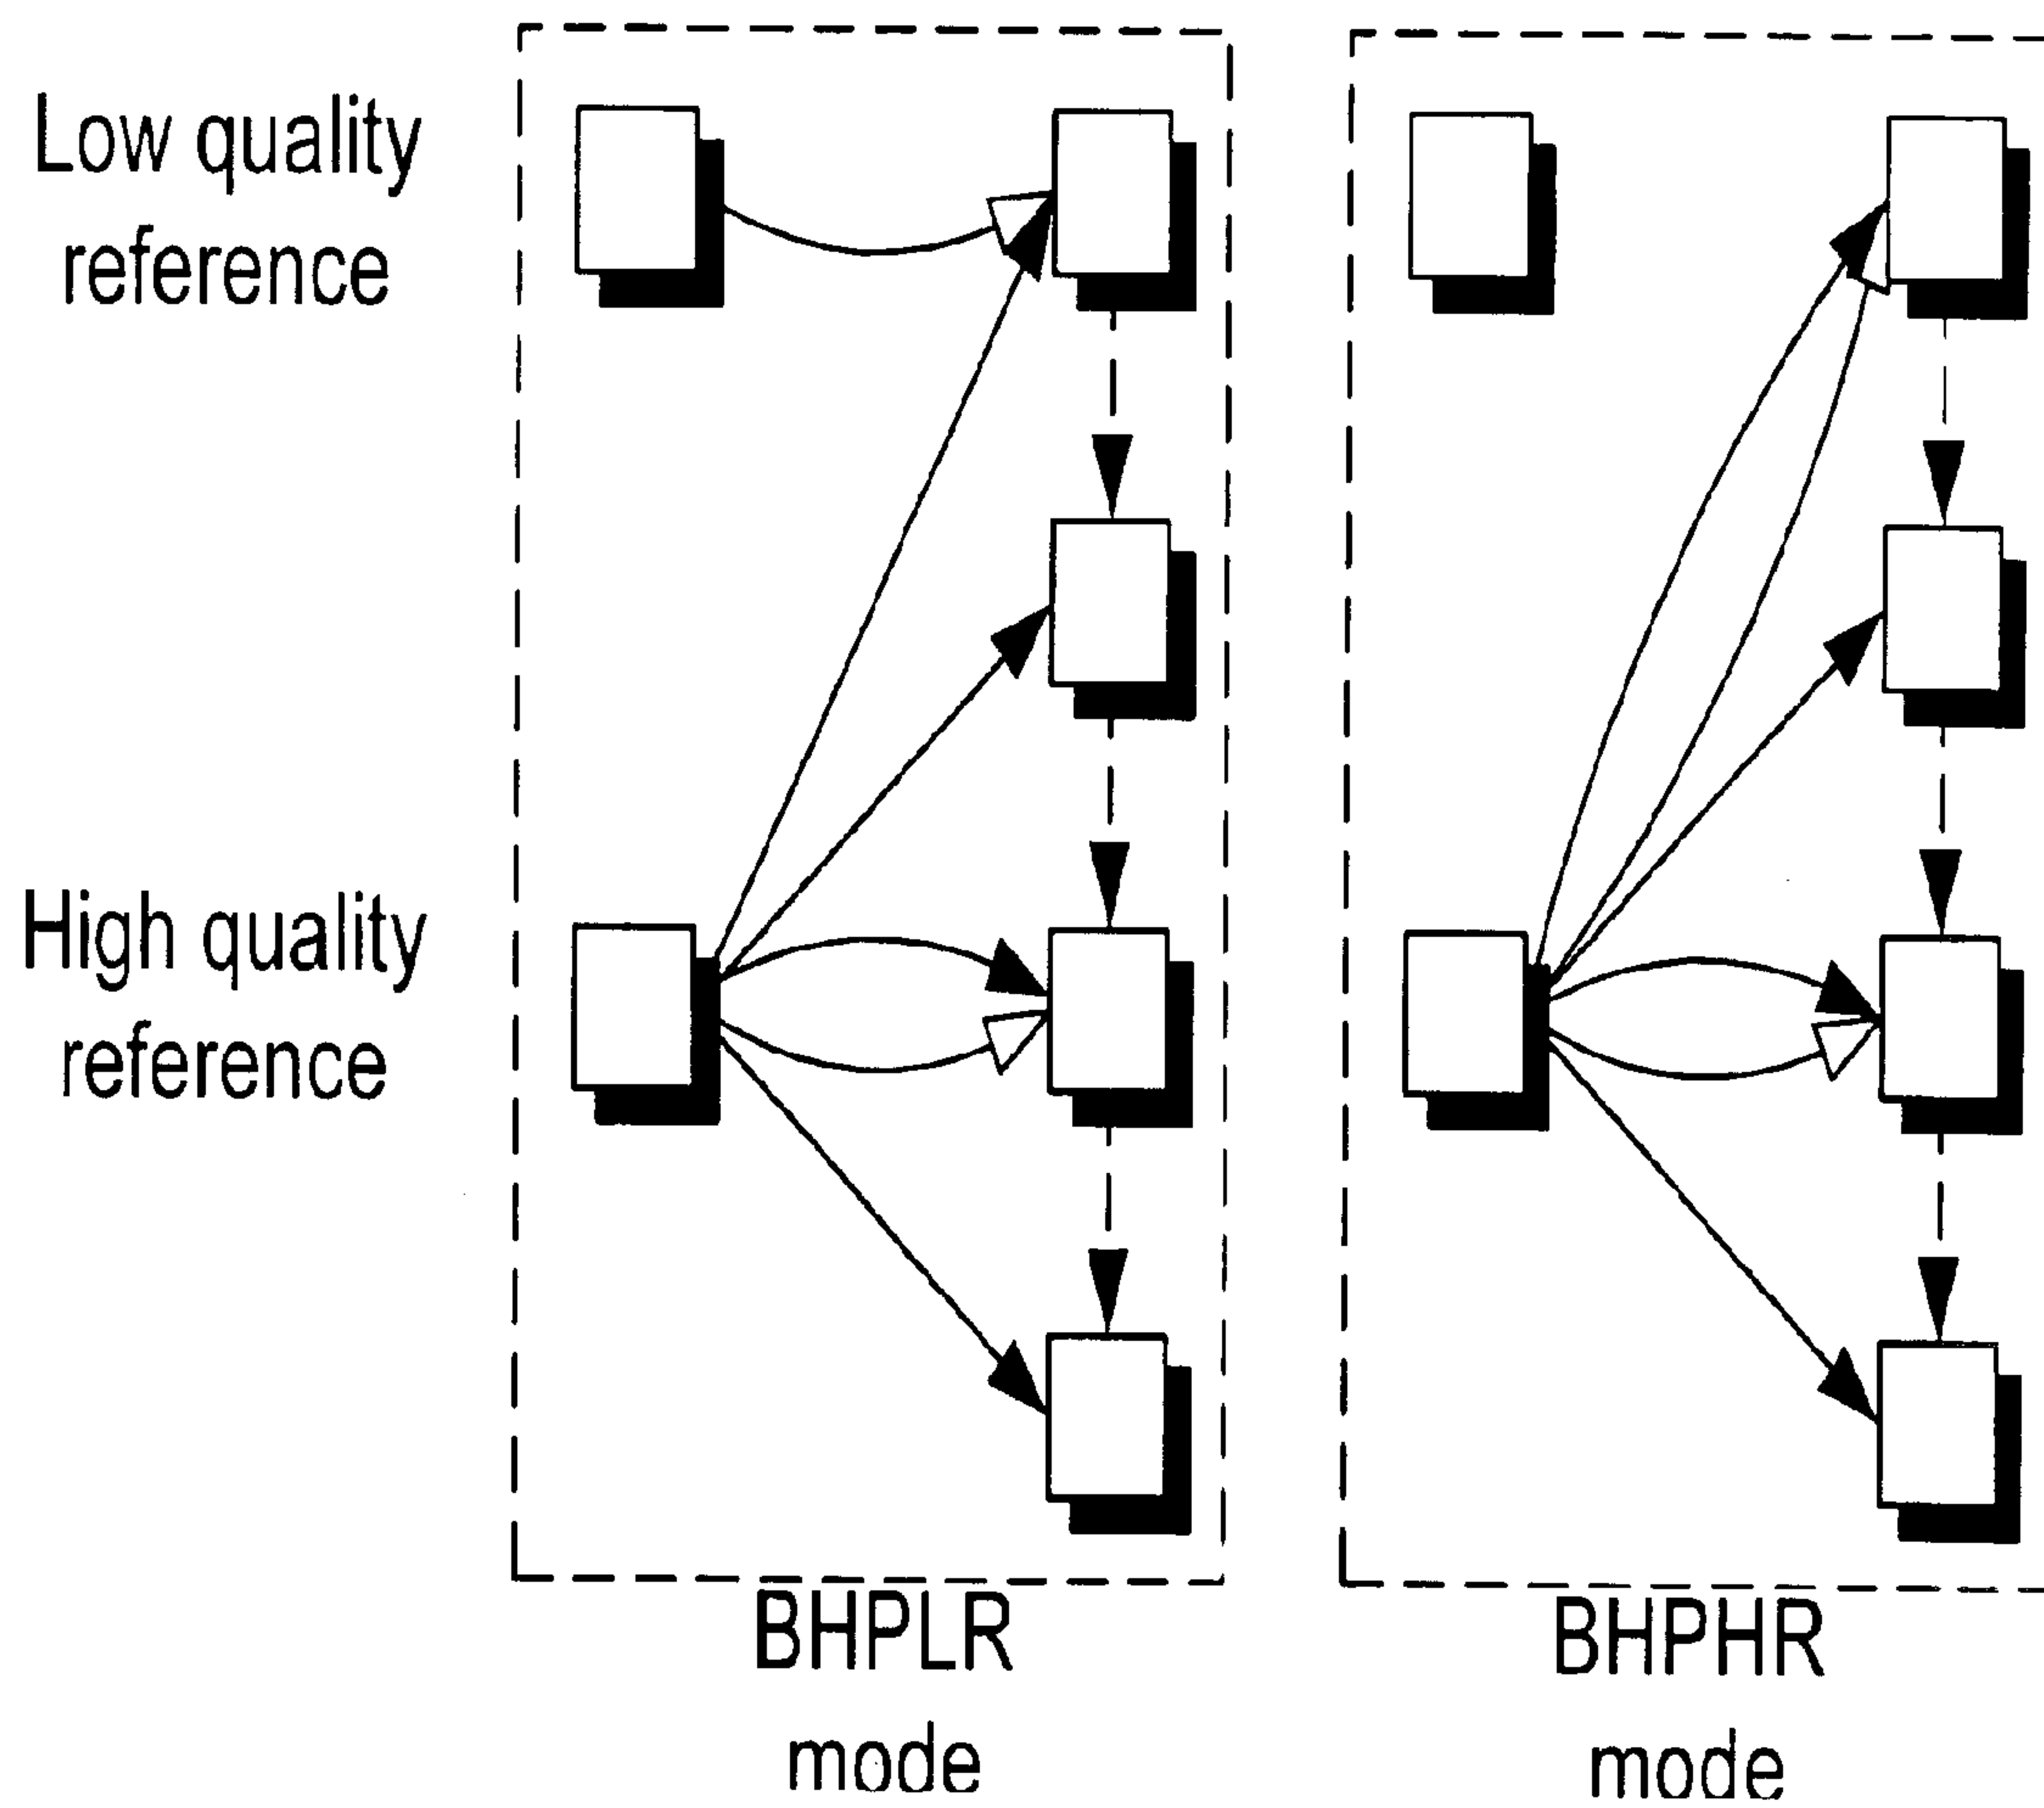 Low quality
reference
High quality
reference
BHPLR
mode
BHPHR
mode